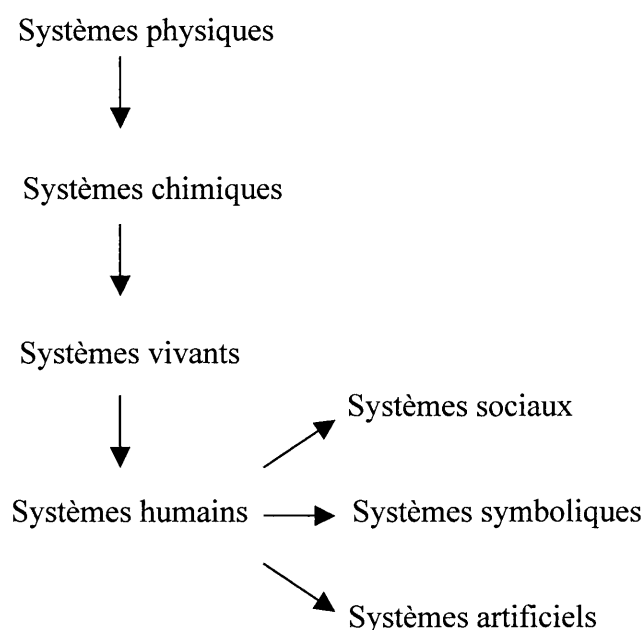 Systèmes physiques
Systèmes chimiques
Systèmes vivants
Systèmes sociaux
Systèmes humains
Systèmes symboliques
Systèmes artificiels